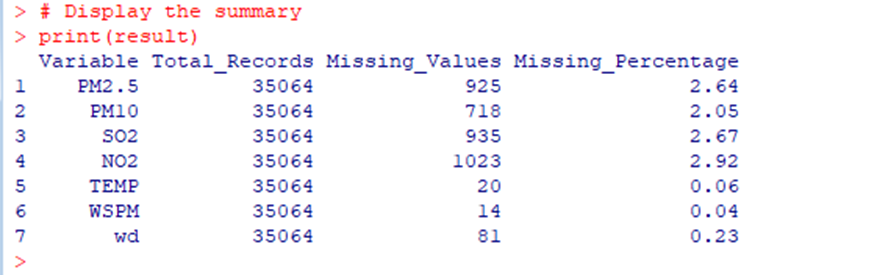 > # Display the summary
> print(result)
  Variable Total_Records Missing_Values Missing_Percentage
1    PM2.5         35064            925               2.64
2     PM10         35064            718               2.05
3      SO2         35064            935               2.67
4      NO2         35064           1023               2.92
5     TEMP         35064             20               0.06
6     WSPM         35064             14               0.04
7       wd         35064             81               0.23
>